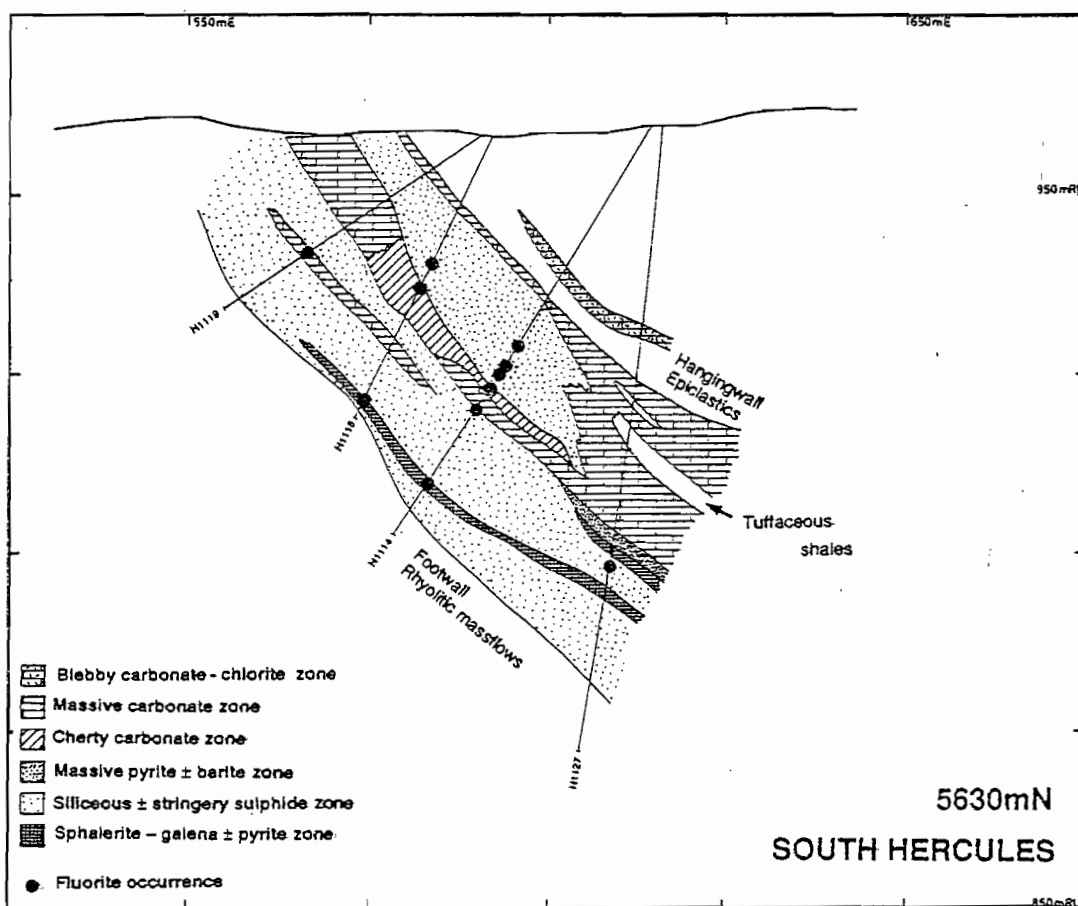 1550mE
1650mE
950mRl
H1119
H1118
H1114
H1127
Hangingwall
Epiclastics
Tuffaceous
shales
Footwall
Rhyolitic massflows
Blebby carbonate - chlorite zone
Massive carbonate zone
Cherty carbonate zone
Massive pyrite ± barite zone
Siliceous ± stringery sulphide zone
Sphalerite - galena ± pyrite zone
Fluorite occurrence
5630mN
SOUTH HERCULES
850mRL